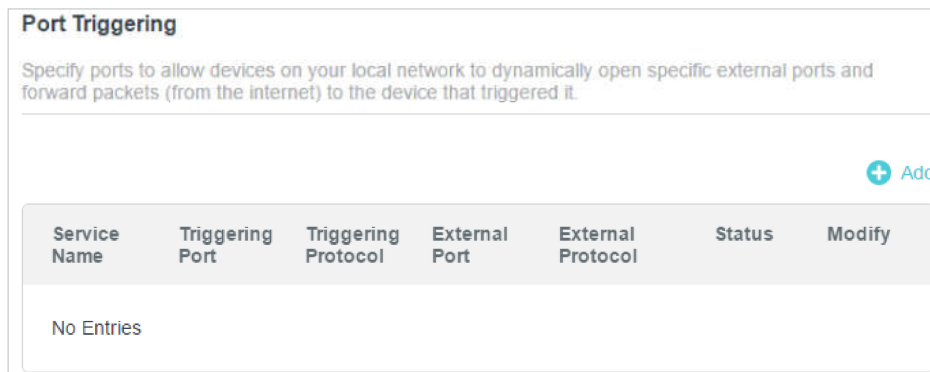 Port Triggering
Specify ports to allow devices on your local network to dynamically open specific external ports and
forward packets (from the internet) to the device that triggered it.
Add
Service Name
Triggering Port
Triggering Protocol
External Port
External Protocol
Status
Modify
No Entries